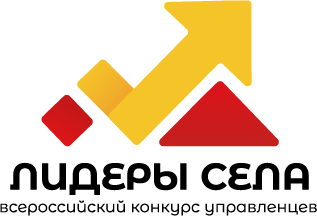 ЛИДЕРЫ СЕЛА
всероссийский конкурс управленцев